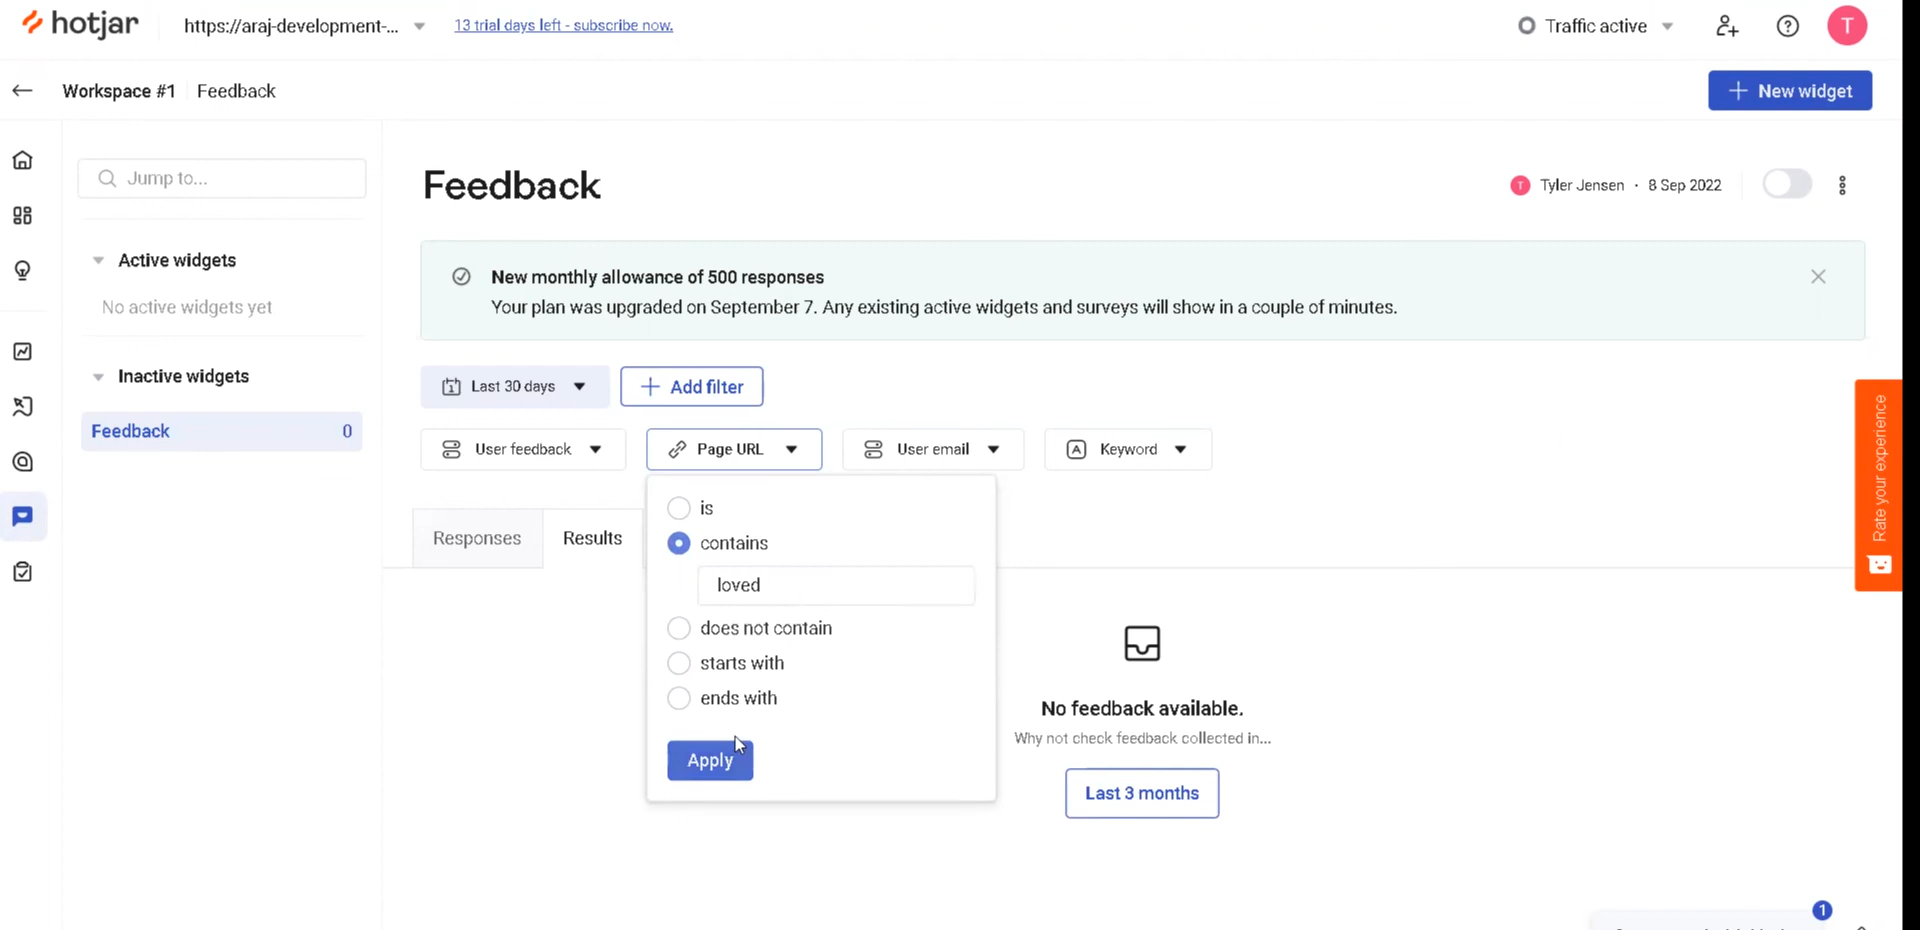 hotjar
https://araj-development-...
13 trial days left - subscribe now.
Traffic active
T
Workspace #1
Feedback
New widget
Jump to...
Active widgets
No active widgets yet
Inactive widgets
Feedback 0
Feedback
T Tyler Jensen · 8 Sep 2022
New monthly allowance of 500 responses
Your plan was upgraded on September 7. Any existing active widgets and surveys will show in a couple of minutes.
Last 30 days
Add filter
User feedback
Page URL
User email
A Keyword
is
contains
loved
does not contain
starts with
ends with
Apply
Responses
Results
No feedback available.
Why not check feedback collected in...
Last 3 months
Rate your experience
1